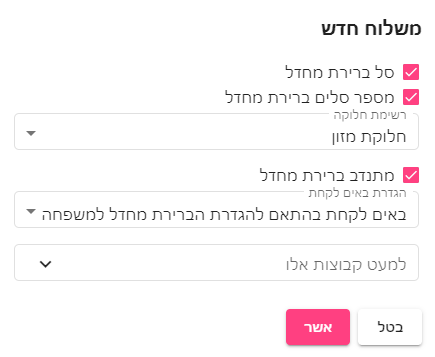 משלוח חדש
סל ברירת מחדל
מספר סלים ברירת מחדל
רשימת חלוקה
חלוקת מזון
מתנדב ברירת מחדל
הגדרת באים לקחת
באים לקחת בהתאם להגדרת הברירת מחדל למשפחה
למעט קבוצות אלו
בטל
אשר